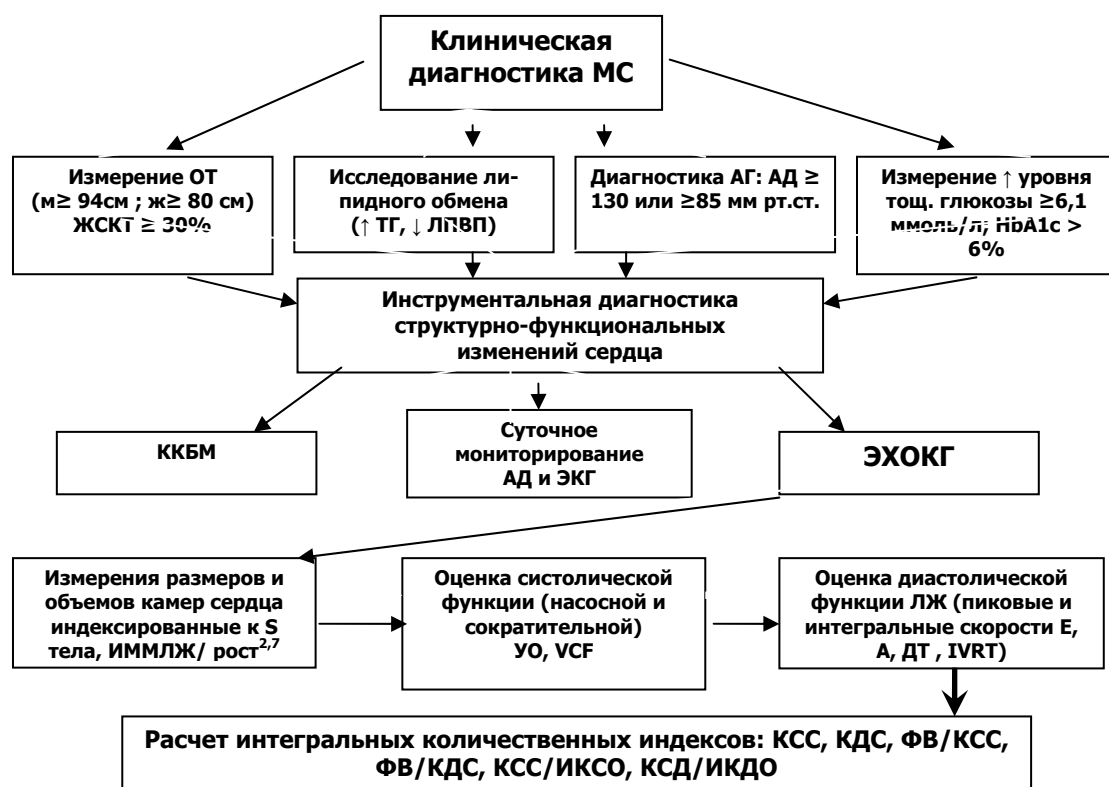 Клиническая
диагностика МС
Измерение ОТ
(м≥ 94см ; ж≥ 80 см)
ЖСКТ ≥ 30%
Исследование ли-
пидного обмена
(↑ ТГ, ↓ ЛПВП)
Диагностика АГ: АД ≥
130 или ≥85 мм рт.ст.
Измерение ↑ уровня
тощ. глюкозы ≥6,1
ммоль/л; HbA1c >
6%
Инструментальная диагностика
структурно-функциональных
изменений сердца
ККБМ
Суточное
мониторирование
АД и ЭКГ
ЭХОКГ
Измерения размеров и
объемов камер сердца
индексированные к S
тела, ИММЛЖ/ рост2,7
Оценка систолической
функции (насосной и
сократительной)
УО, VCF
Оценка диастолической
функции ЛЖ (пиковые и
интегральные скорости Е,
А, ДТ , IVRT)
Расчет интегральных количественных индексов: КСС, КДС, ФВ/КСС,
ФВ/КДС, КСС/ИКСО, КСД/ИКДО